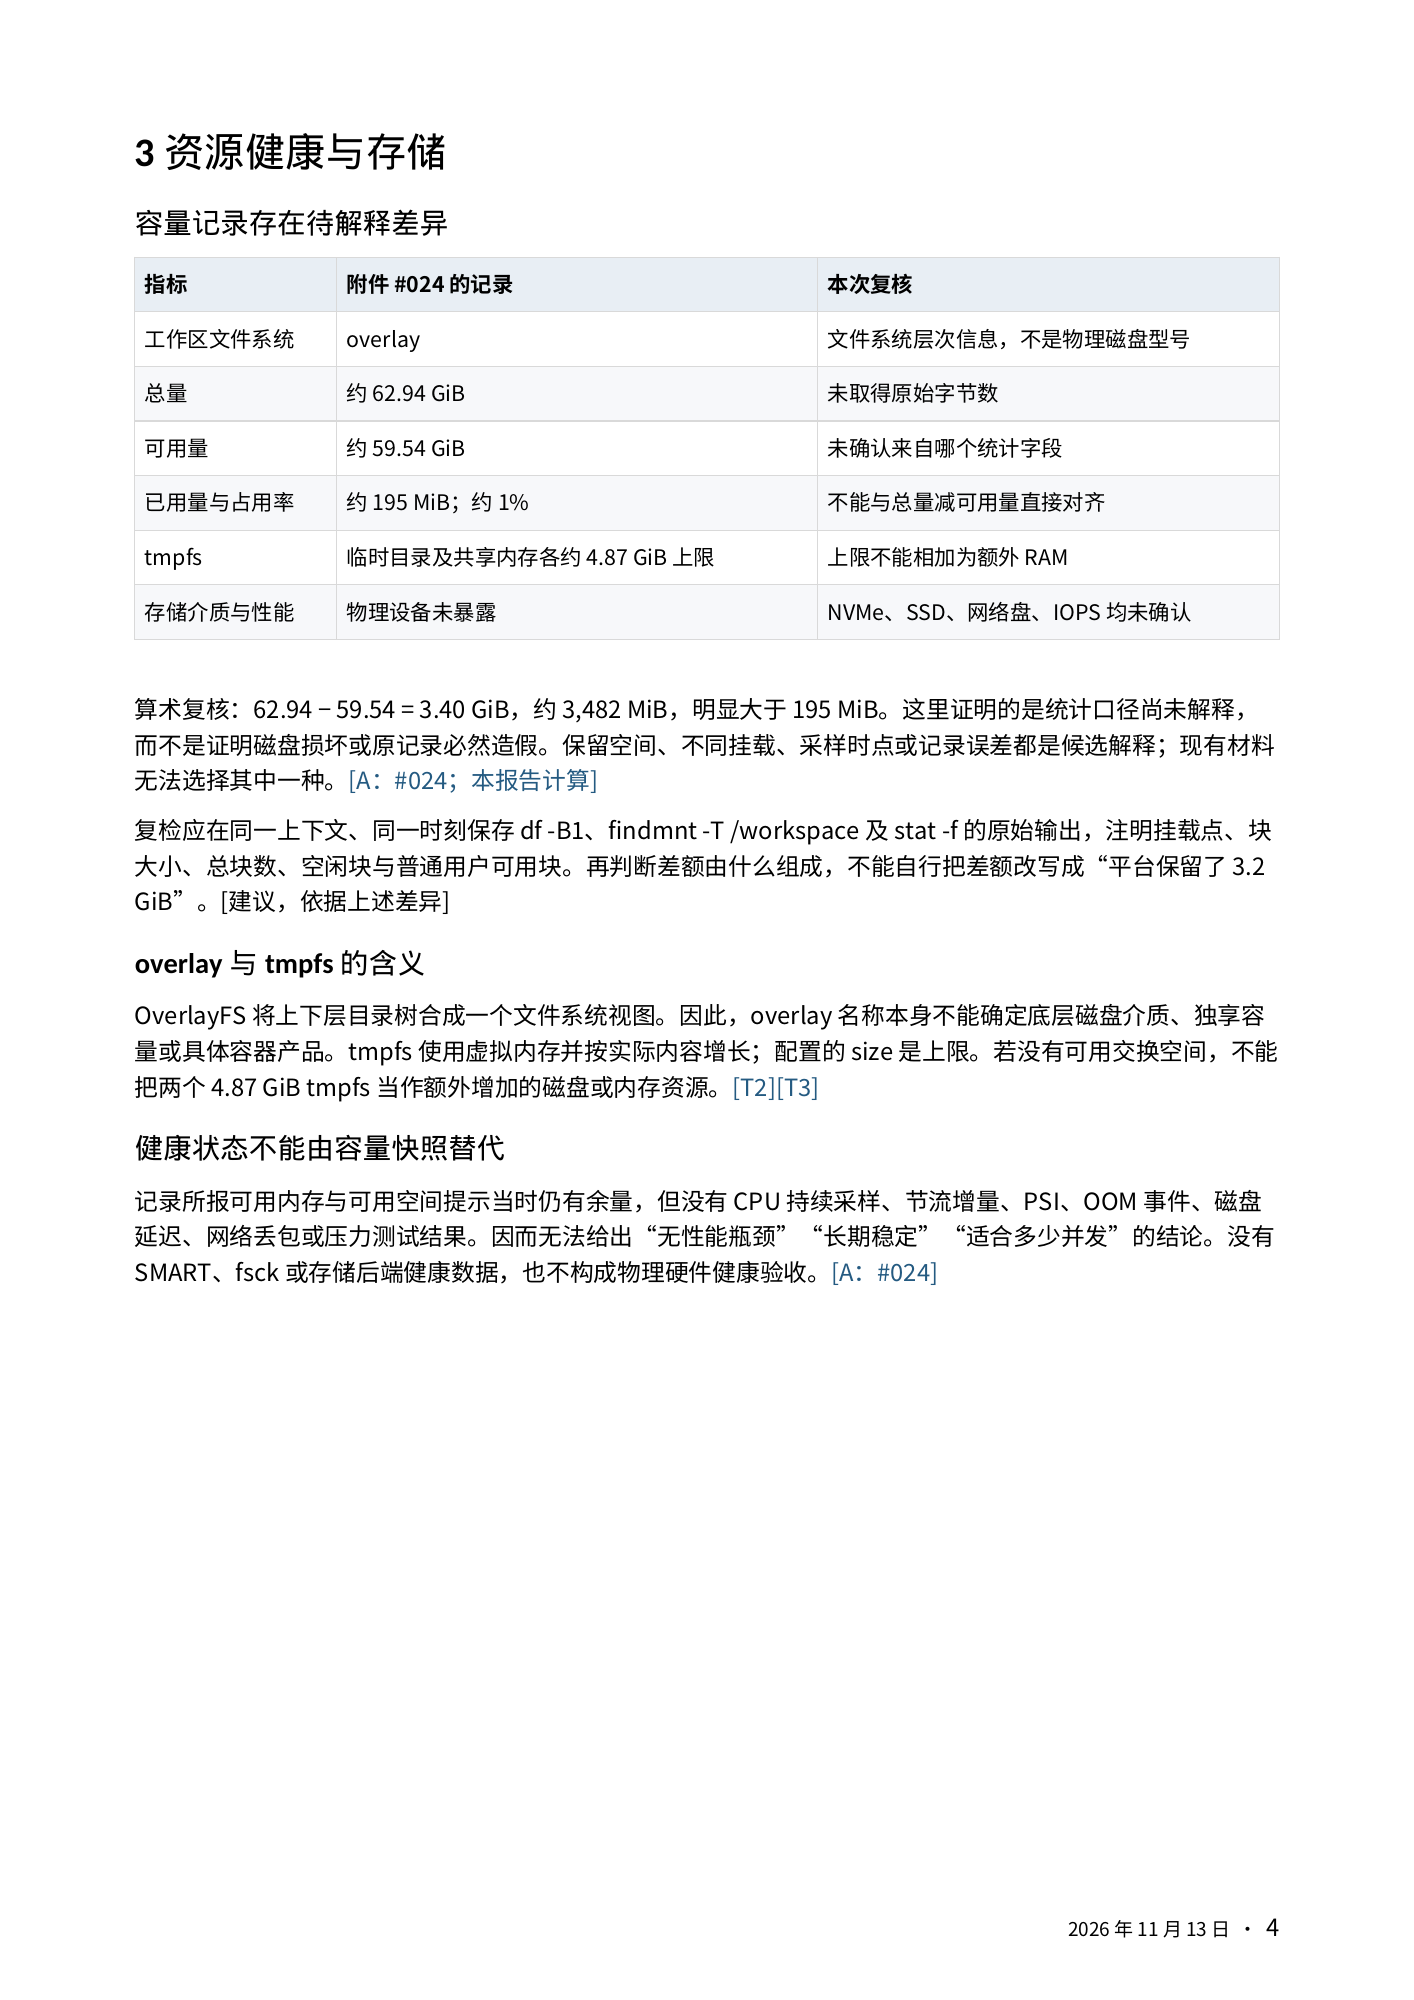 3 资源健康与存储
容量记录存在待解释差异
指标 附件 #024 的记录 本次复核
工作区文件系统 overlay 文件系统层次信息，不是物理磁盘型号
总量 约 62.94 GiB 未取得原始字节数
可用量 约 59.54 GiB 未确认来自哪个统计字段
已用量与占用率 约 195 MiB；约 1% 不能与总量减可用量直接对齐
tmpfs 临时目录及共享内存各约 4.87 GiB 上限 上限不能相加为额外 RAM
存储介质与性能 物理设备未暴露 NVMe、SSD、网络盘、IOPS 均未确认
算术复核：62.94 − 59.54 = 3.40 GiB，约 3,482 MiB，明显大于 195 MiB。这里证明的是统计口径尚未解释，
而不是证明磁盘损坏或原记录必然造假。保留空间、不同挂载、采样时点或记录误差都是候选解释；现有材料
无法选择其中一种。[A：#024；本报告计算]
复检应在同一上下文、同一时刻保存 df -B1、findmnt -T /workspace 及 stat -f 的原始输出，注明挂载点、块
大小、总块数、空闲块与普通用户可用块。再判断差额由什么组成，不能自行把差额改写成“平台保留了 3.2
GiB”。[建议，依据上述差异]
overlay 与 tmpfs 的含义
OverlayFS 将上下层目录树合成一个文件系统视图。因此，overlay 名称本身不能确定底层磁盘介质、独享容
量或具体容器产品。tmpfs 使用虚拟内存并按实际内容增长；配置的 size 是上限。若没有可用交换空间，不能
把两个 4.87 GiB tmpfs 当作额外增加的磁盘或内存资源。[T2][T3]
健康状态不能由容量快照替代
记录所报可用内存与可用空间提示当时仍有余量，但没有 CPU 持续采样、节流增量、PSI、OOM 事件、磁盘
延迟、网络丢包或压力测试结果。因而无法给出“无性能瓶颈”“长期稳定”“适合多少并发”的结论。没有
SMART、fsck 或存储后端健康数据，也不构成物理硬件健康验收。[A：#024]
2026 年 11 月 13 日 · 4